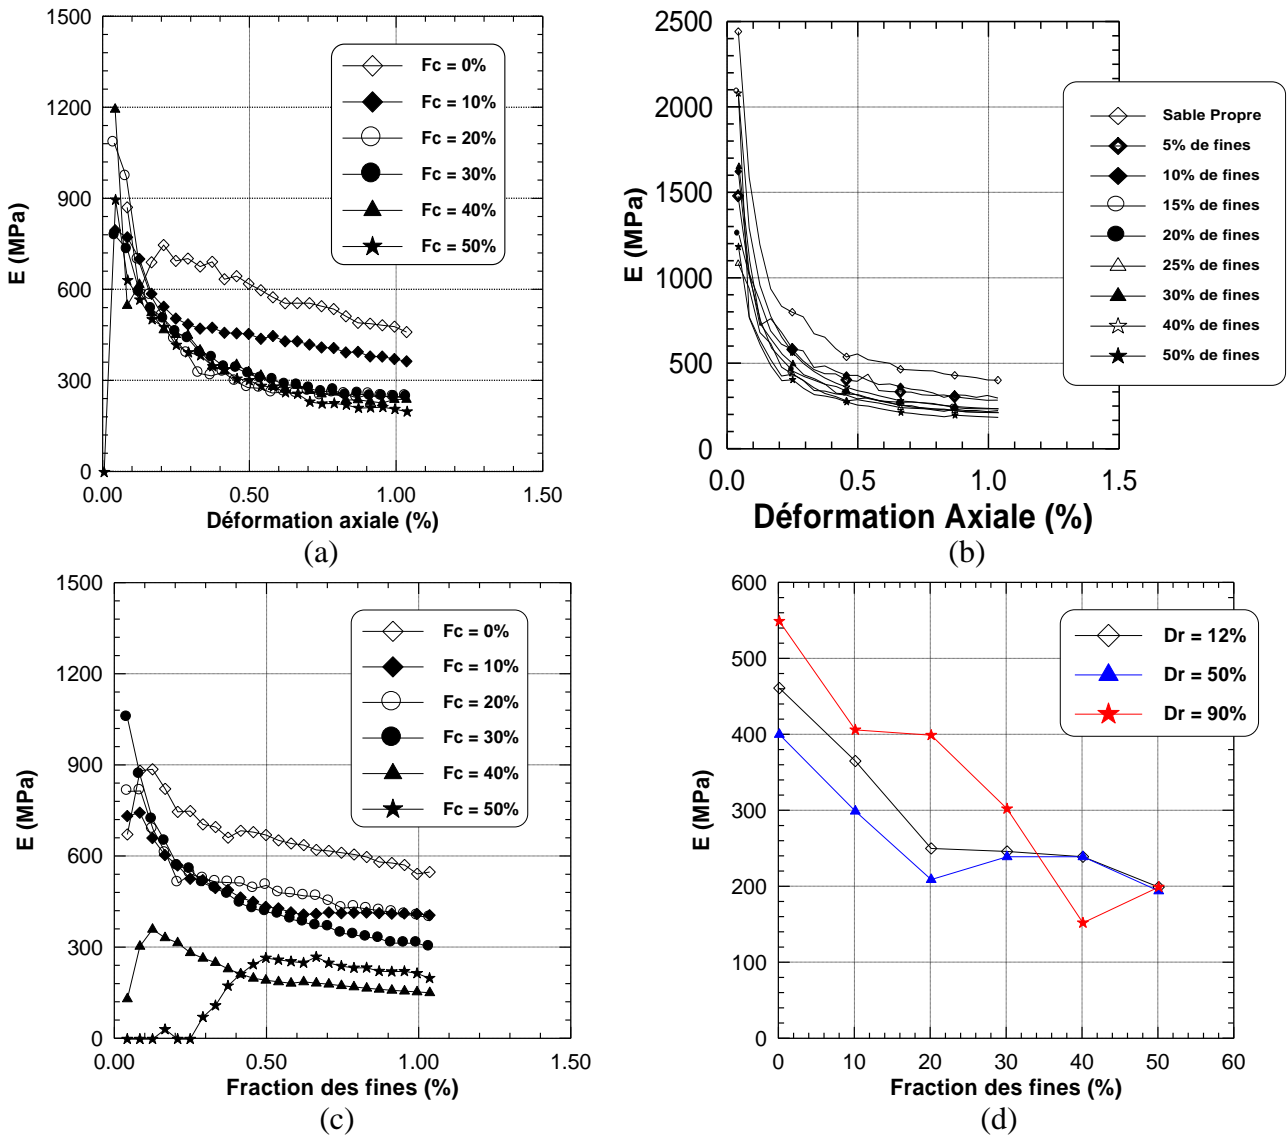 1500
1200
900
600
300
0
E (MPa)
0.00 0.50 1.00 1.50
Déformation axiale (%)
Fc = 0%
Fc = 10%
Fc = 20%
Fc = 30%
Fc = 40%
Fc = 50%
(a)
2500
2000
1500
1000
500
0
E (MPa)
0.0 0.5 1.0 1.5
Déformation Axiale (%)
Sable Propre
5% de fines
10% de fines
15% de fines
20% de fines
25% de fines
30% de fines
40% de fines
50% de fines
(b)
1500
1200
900
600
300
0
E (MPa)
0.00 0.50 1.00 1.50
Fraction des fines (%)
Fc = 0%
Fc = 10%
Fc = 20%
Fc = 30%
Fc = 40%
Fc = 50%
(c)
600
500
400
300
200
100
0
E (MPa)
0 10 20 30 40 50 60
Fraction des fines (%)
Dr = 12%
Dr = 50%
Dr = 90%
(d)